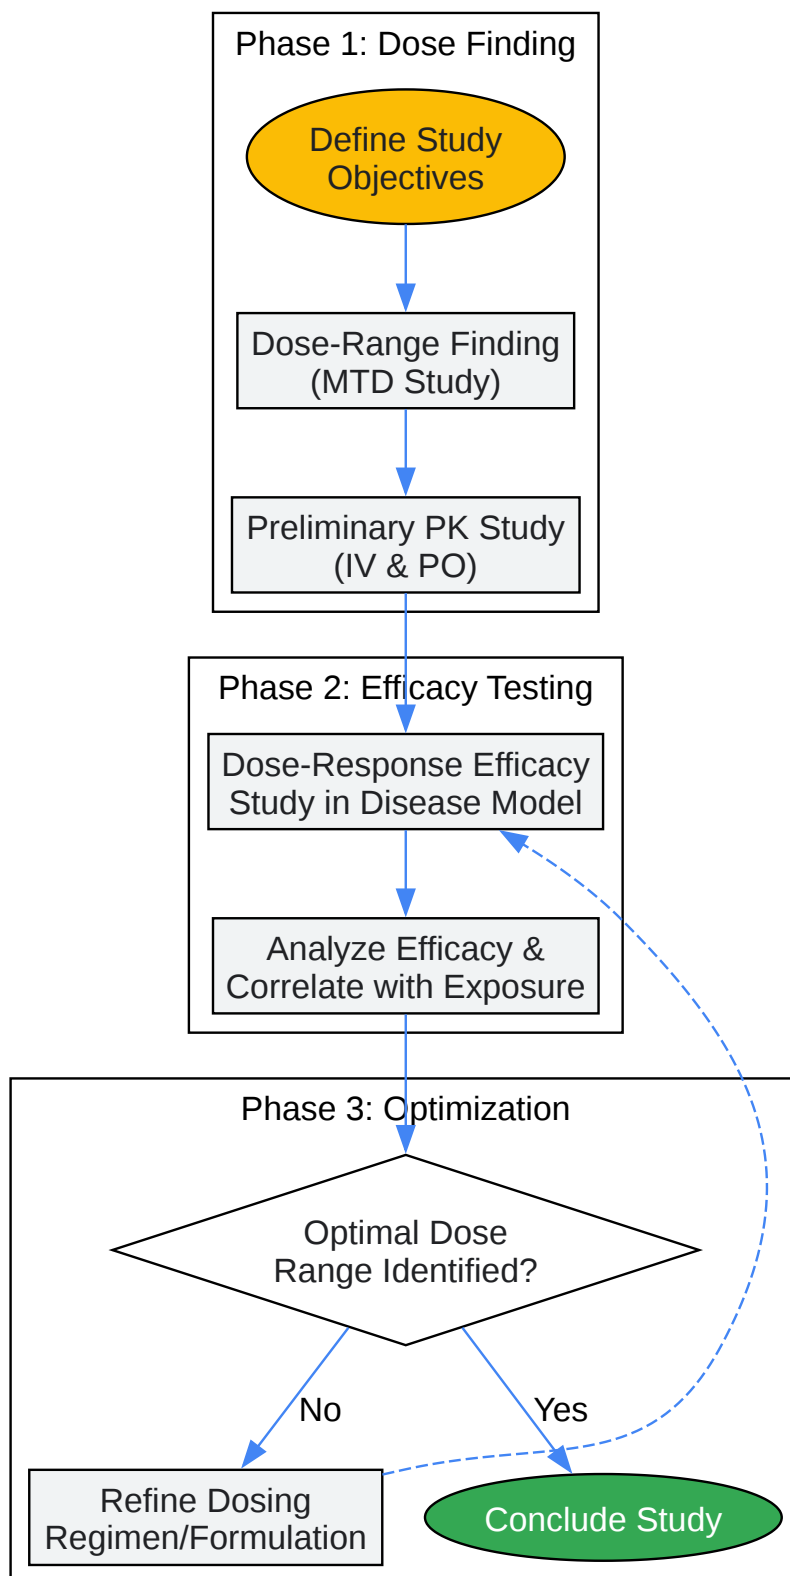 Phase 1: Dose Finding
Define Study
Objectives
Dose-Range Finding
(MTD Study)
Preliminary PK Study
(IV & PO)
Phase 2: Efficacy Testing
Dose-Response Efficacy
Study in Disease Model
Analyze Efficacy &
Correlate with Exposure
Phase 3: Optimization
Optimal Dose
Range Identified?
No
Yes
Refine Dosing
Regimen/Formulation
Conclude Study